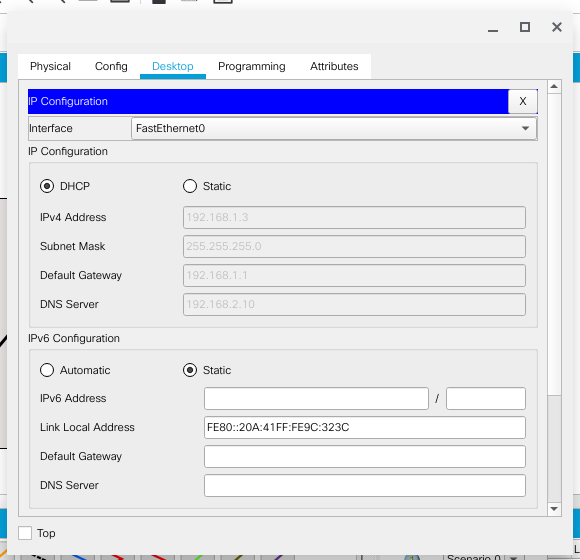 Physical Config Desktop Programming Attributes
IP Configuration X
Interface FastEthernet0
IP Configuration
DHCP Static
IPv4 Address 192.168.1.3
Subnet Mask 255.255.255.0
Default Gateway 192.168.1.1
DNS Server 192.168.2.10
IPv6 Configuration
Automatic Static
IPv6 Address /
Link Local Address FE80::20A:41FF:FE9C:323C
Default Gateway
DNS Server
Top
Scenario 0